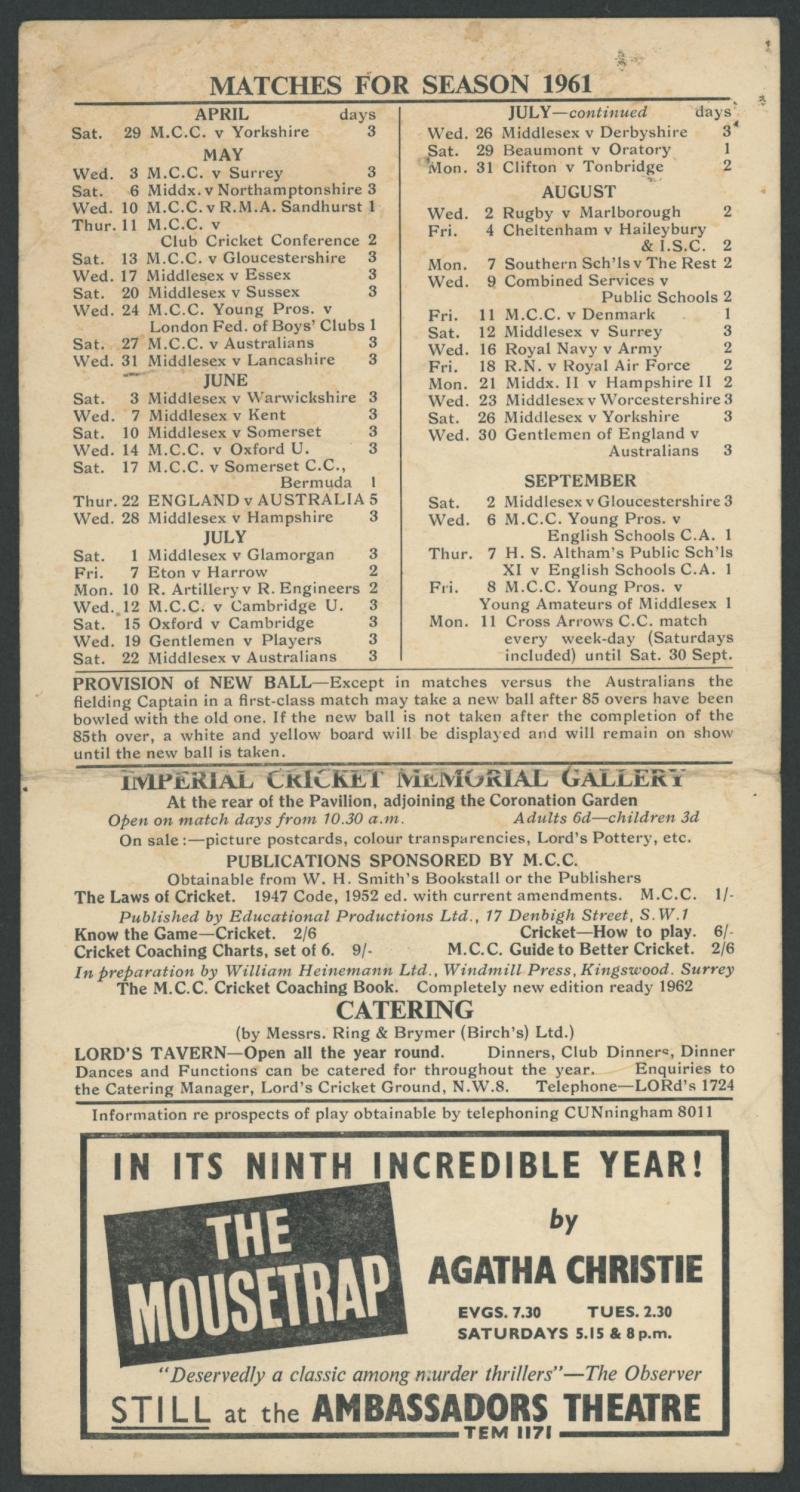 MATCHES FOR SEASON 1961
APRIL days
Sat. 29 M.C.C. v Yorkshire 3
MAY
Wed. 3 M.C.C. v Surrey 3
Sat. 6 Middx. v Northamptonshire 3
Wed. 10 M.C.C. v R.M.A. Sandhurst 1
Thur. 11 M.C.C. v
Club Cricket Conference 2
Sat. 13 M.C.C. v Gloucestershire 3
Wed. 17 Middlesex v Essex 3
Sat. 20 Middlesex v Sussex 3
Wed. 24 M.C.C. Young Pros. v
London Fed. of Boys' Clubs 1
Sat. 27 M.C.C. v Australians 3
Wed. 31 Middlesex v Lancashire 3
JUNE
Sat. 3 Middlesex v Warwickshire 3
Wed. 7 Middlesex v Kent 3
Sat. 10 Middlesex v Somerset 3
Wed. 14 M.C.C. v Oxford U. 3
Sat. 17 M.C.C. v Somerset C.C.,
Bermuda 1
Thur. 22 ENGLAND v AUSTRALIA 5
Wed. 28 Middlesex v Hampshire 3
JULY
Sat. 1 Middlesex v Glamorgan 3
Fri. 7 Eton v Harrow 2
Mon. 10 R. Artillery v R. Engineers 2
Wed. 12 M.C.C. v Cambridge U. 3
Sat. 15 Oxford v Cambridge 3
Wed. 19 Gentlemen v Players 3
Sat. 22 Middlesex v Australians 3
JULY—continued days
Wed. 26 Middlesex v Derbyshire 3
Sat. 29 Beaumont v Oratory 1
Mon. 31 Clifton v Tonbridge 2
AUGUST
Wed. 2 Rugby v Marlborough 2
Fri. 4 Cheltenham v Haileybury
& I.S.C. 2
Mon. 7 Southern Sch'ls v The Rest 2
Wed. 9 Combined Services v
Public Schools 2
Fri. 11 M.C.C. v Denmark 1
Sat. 12 Middlesex v Surrey 3
Wed. 16 Royal Navy v Army 2
Fri. 18 R.N. v Royal Air Force 2
Mon. 21 Middx. II v Hampshire II 2
Wed. 23 Middlesex v Worcestershire 3
Sat. 26 Middlesex v Yorkshire 3
Wed. 30 Gentlemen of England v
Australians 3
SEPTEMBER
Sat. 2 Middlesex v Gloucestershire 3
Wed. 6 M.C.C. Young Pros. v
English Schools C.A. 1
Thur. 7 H. S. Altham's Public Sch'ls
XI v English Schools C.A. 1
Fri. 8 M.C.C. Young Pros. v
Young Amateurs of Middlesex 1
Mon. 11 Cross Arrows C.C. match
every week-day (Saturdays
included) until Sat. 30 Sept.
PROVISION of NEW BALL—Except in matches versus the Australians the
fielding Captain in a first-class match may take a new ball after 85 overs have been
bowled with the old one. If the new ball is not taken after the completion of the
85th over, a white and yellow board will be displayed and will remain on show
until the new ball is taken.
IMPERIAL CRICKET MEMORIAL GALLERY
At the rear of the Pavilion, adjoining the Coronation Garden
Open on match days from 10.30 a.m. Adults 6d—children 3d
On sale :—picture postcards, colour transparencies, Lord's Pottery, etc.
PUBLICATIONS SPONSORED BY M.C.C.
Obtainable from W. H. Smith's Bookstall or the Publishers
The Laws of Cricket. 1947 Code, 1952 ed. with current amendments. M.C.C. 1/-
Published by Educational Productions Ltd., 17 Denbigh Street, S.W.1
Know the Game—Cricket. 2/6 Cricket—How to play. 6/-
Cricket Coaching Charts, set of 6. 9/- M.C.C. Guide to Better Cricket. 2/6
In preparation by William Heinemann Ltd., Windmill Press, Kingswood. Surrey
The M.C.C. Cricket Coaching Book. Completely new edition ready 1962
CATERING
(by Messrs. Ring & Brymer (Birch's) Ltd.)
LORD'S TAVERN—Open all the year round. Dinners, Club Dinners, Dinner
Dances and Functions can be catered for throughout the year. Enquiries to
the Catering Manager, Lord's Cricket Ground, N.W.8. Telephone—LORd's 1724
Information re prospects of play obtainable by telephoning CUNningham 8011
IN ITS NINTH INCREDIBLE YEAR!
THE
MOUSETRAP
by
AGATHA CHRISTIE
EVGS. 7.30 TUES. 2.30
SATURDAYS 5.15 & 8 p.m.
"Deservedly a classic among murder thrillers"—The Observer
STILL at the AMBASSADORS THEATRE
TEM 1171